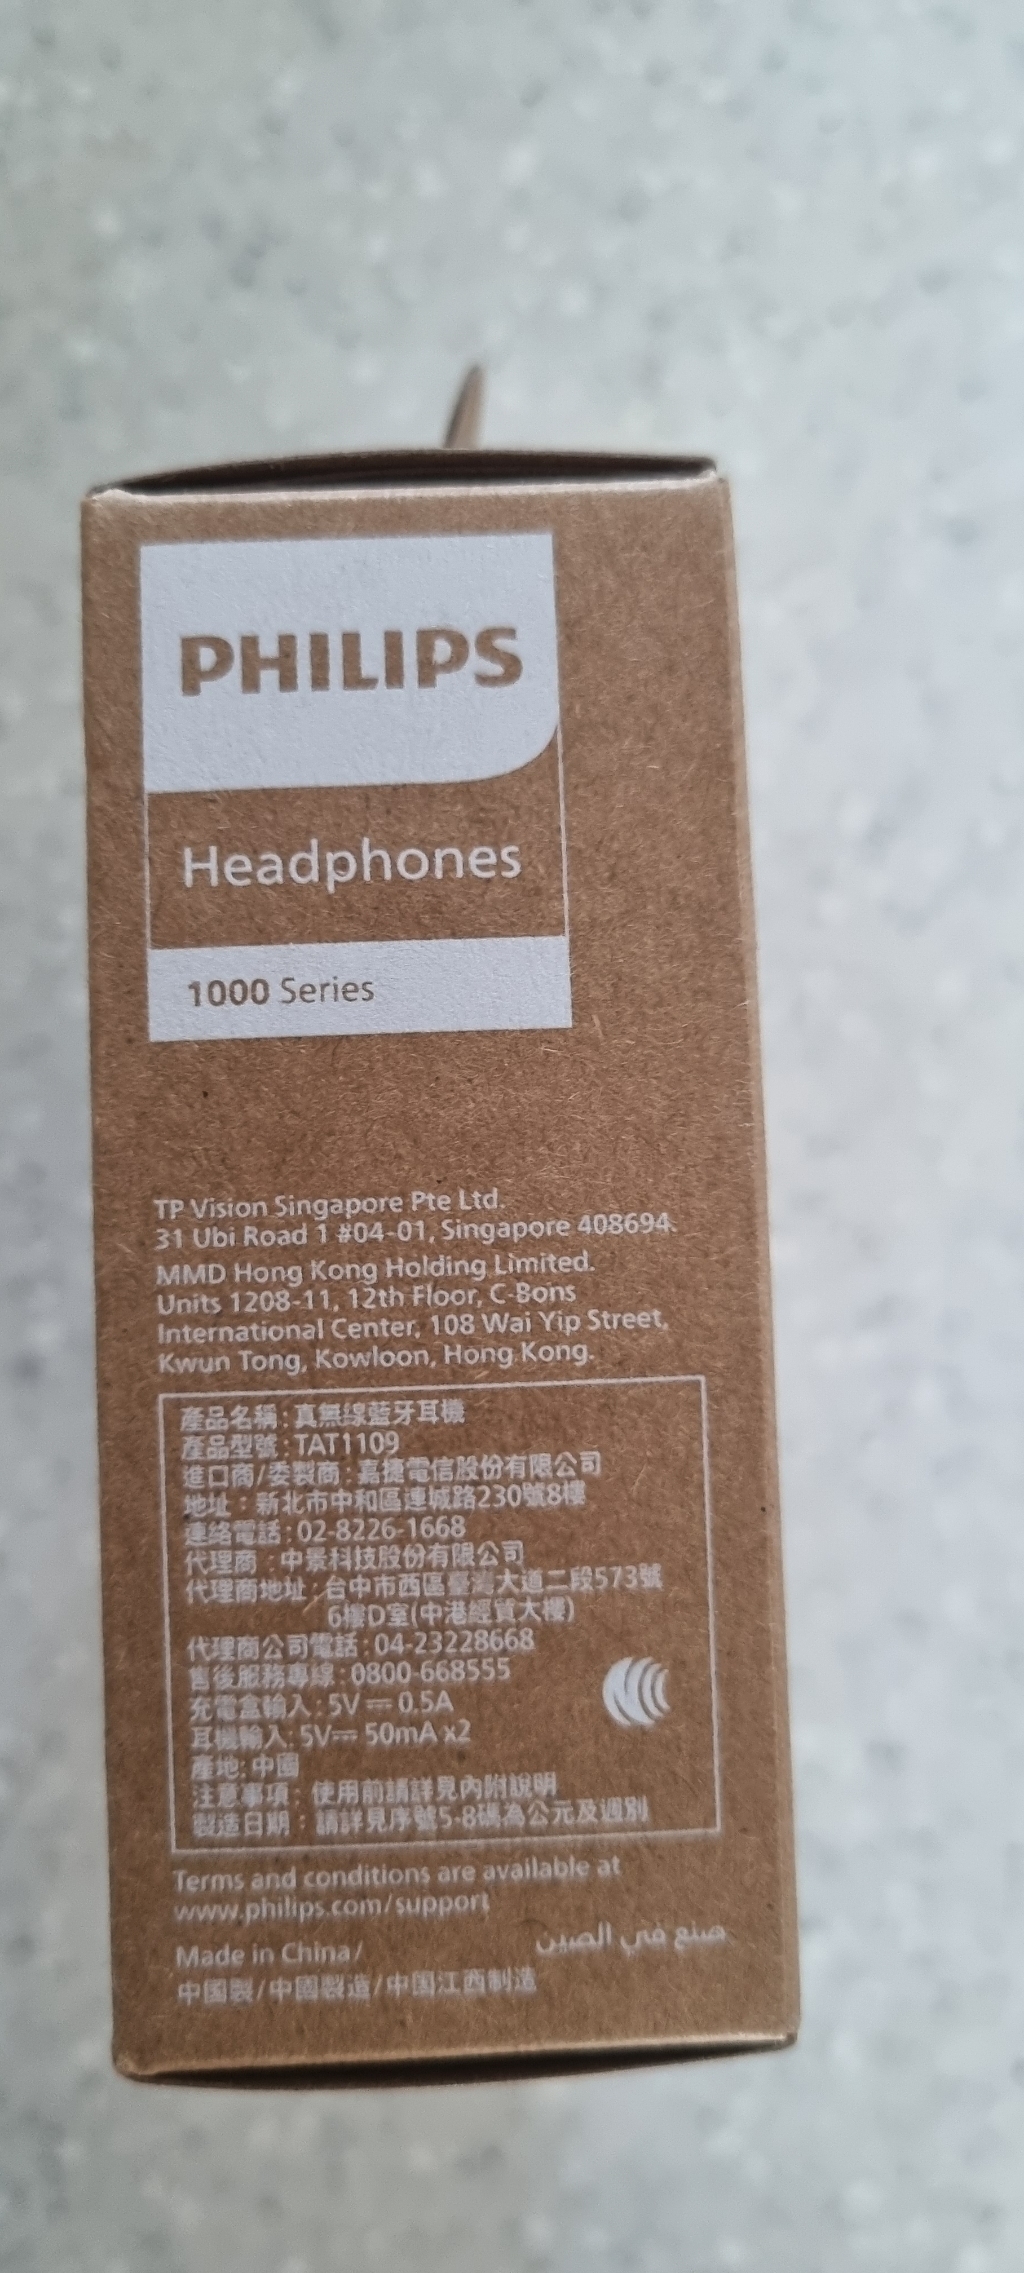 PHILIPS
Headphones
1000 Series
TP Vision Singapore Pte Ltd.
31 Ubi Road 1 #04-01, Singapore 408694.
MMD Hong Kong Holding Limited.
Units 1208-11, 12th Floor, C-Bons
International Center, 108 Wai Yip Street,
Kwun Tong, Kowloon, Hong Kong.
產品名稱：真無線藍牙耳機
產品型號：TAT1109
進口商/委製商：嘉捷電信股份有限公司
地址：新北市中和區連城路230號8樓
連絡電話：02-8226-1668
代理商：中景科技股份有限公司
代理商地址：台中市西區臺灣大道二段573號
6樓D室(中港經貿大樓)
代理商公司電話：04-23228668
售後服務專線：0800-668555
充電盒輸入：5V ⎓ 0.5A
耳機輸入: 5V⎓ 50mA x2
產地: 中國
注意事項：使用前請詳見內附說明
製造日期：請詳見序號5-8碼為公元及週別
Terms and conditions are available at
www.philips.com/support
Made in China/ صنع في الصين
中国製/中國製造/中国江西制造